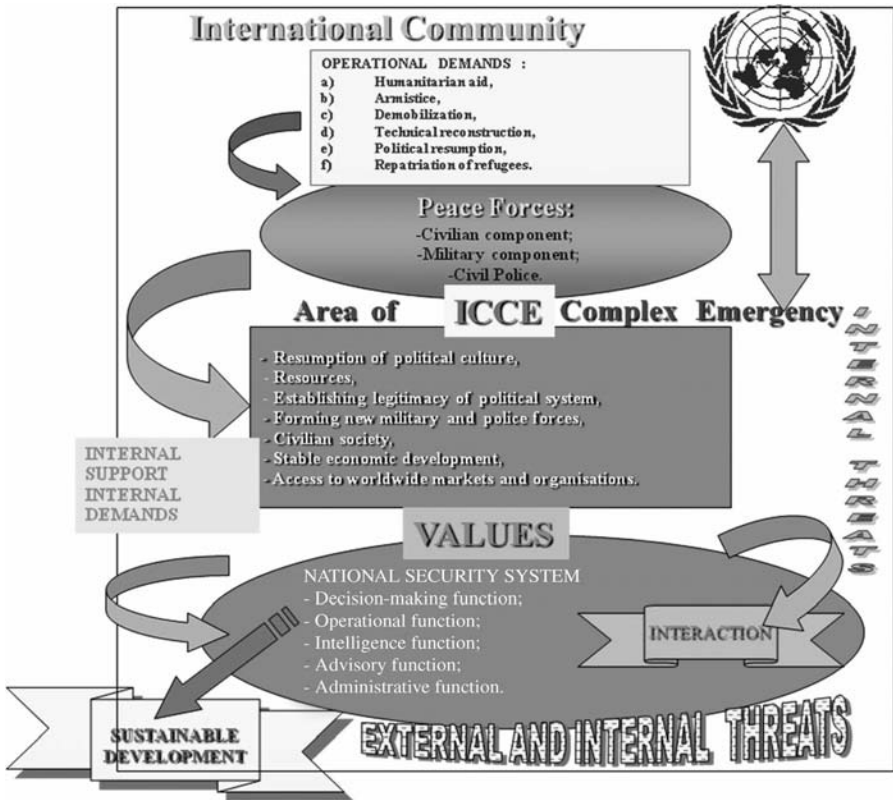 International Community
OPERATIONAL DEMANDS :
a) Humanitarian aid,
b) Armistice,
c) Demobilization,
d) Technical reconstruction,
e) Political resumption,
f) Repatriation of refugees.
Peace Forces:
-Civilian component;
-Military component;
-Civil Police.
Area of ICCE Complex Emergency
- Resumption of political culture,
- Resources,
- Establishing legitimacy of political system,
- Forming new military and police forces,
- Civilian society,
- Stable economic development,
- Access to worldwide markets and organisations.
INTERNAL
SUPPORT
INTERNAL
DEMANDS
INTERNAL THREATS
VALUES
NATIONAL SECURITY SYSTEM
- Decision-making function;
- Operational function;
- Intelligence function;
- Advisory function;
- Administrative function.
INTERACTION
SUSTAINABLE
DEVELOPMENT
EXTERNAL AND INTERNAL THREATS